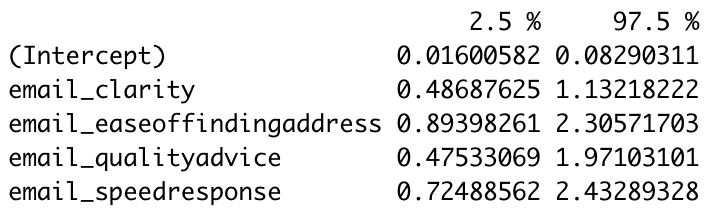 2.5 % 97.5 %
(Intercept) 0.01600582 0.08290311
email_clarity 0.48687625 1.13218222
email_easeoffindingaddress 0.89398261 2.30571703
email_qualityadvice 0.47533069 1.97103101
email_speedresponse 0.72488562 2.43289328